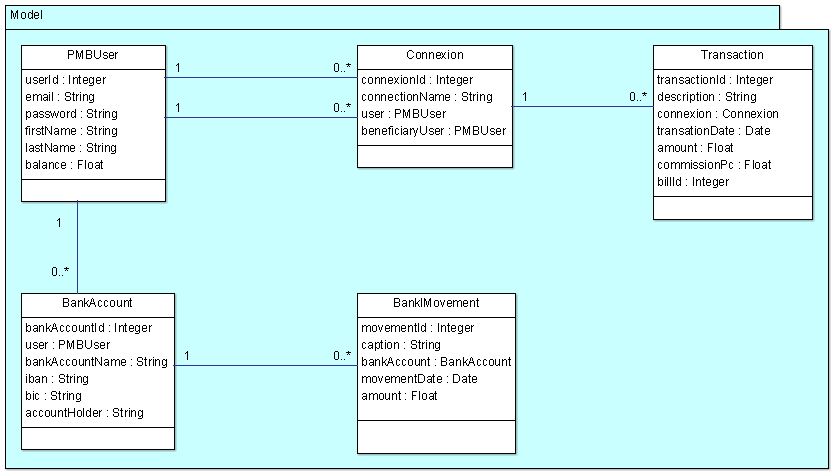 Model
PMBUser
userId : Integer
email : String
password : String
firstName : String
lastName : String
balance : Float
1
0..*
1
0..*
Connexion
connexionId : Integer
connectionName : String
user : PMBUser
beneficiaryUser : PMBUser
1
0..*
Transaction
transactionId : Integer
description : String
connexion : Connexion
transationDate : Date
amount : Float
commissionPc : Float
billId : Integer
1
0..*
BankAccount
bankAccountId : Integer
user : PMBUser
bankAccountName : String
iban : String
bic : String
accountHolder : String
1
0..*
BanklMovement
movementId : Integer
caption : String
bankAccount : BankAccount
movementDate : Date
amount : Float